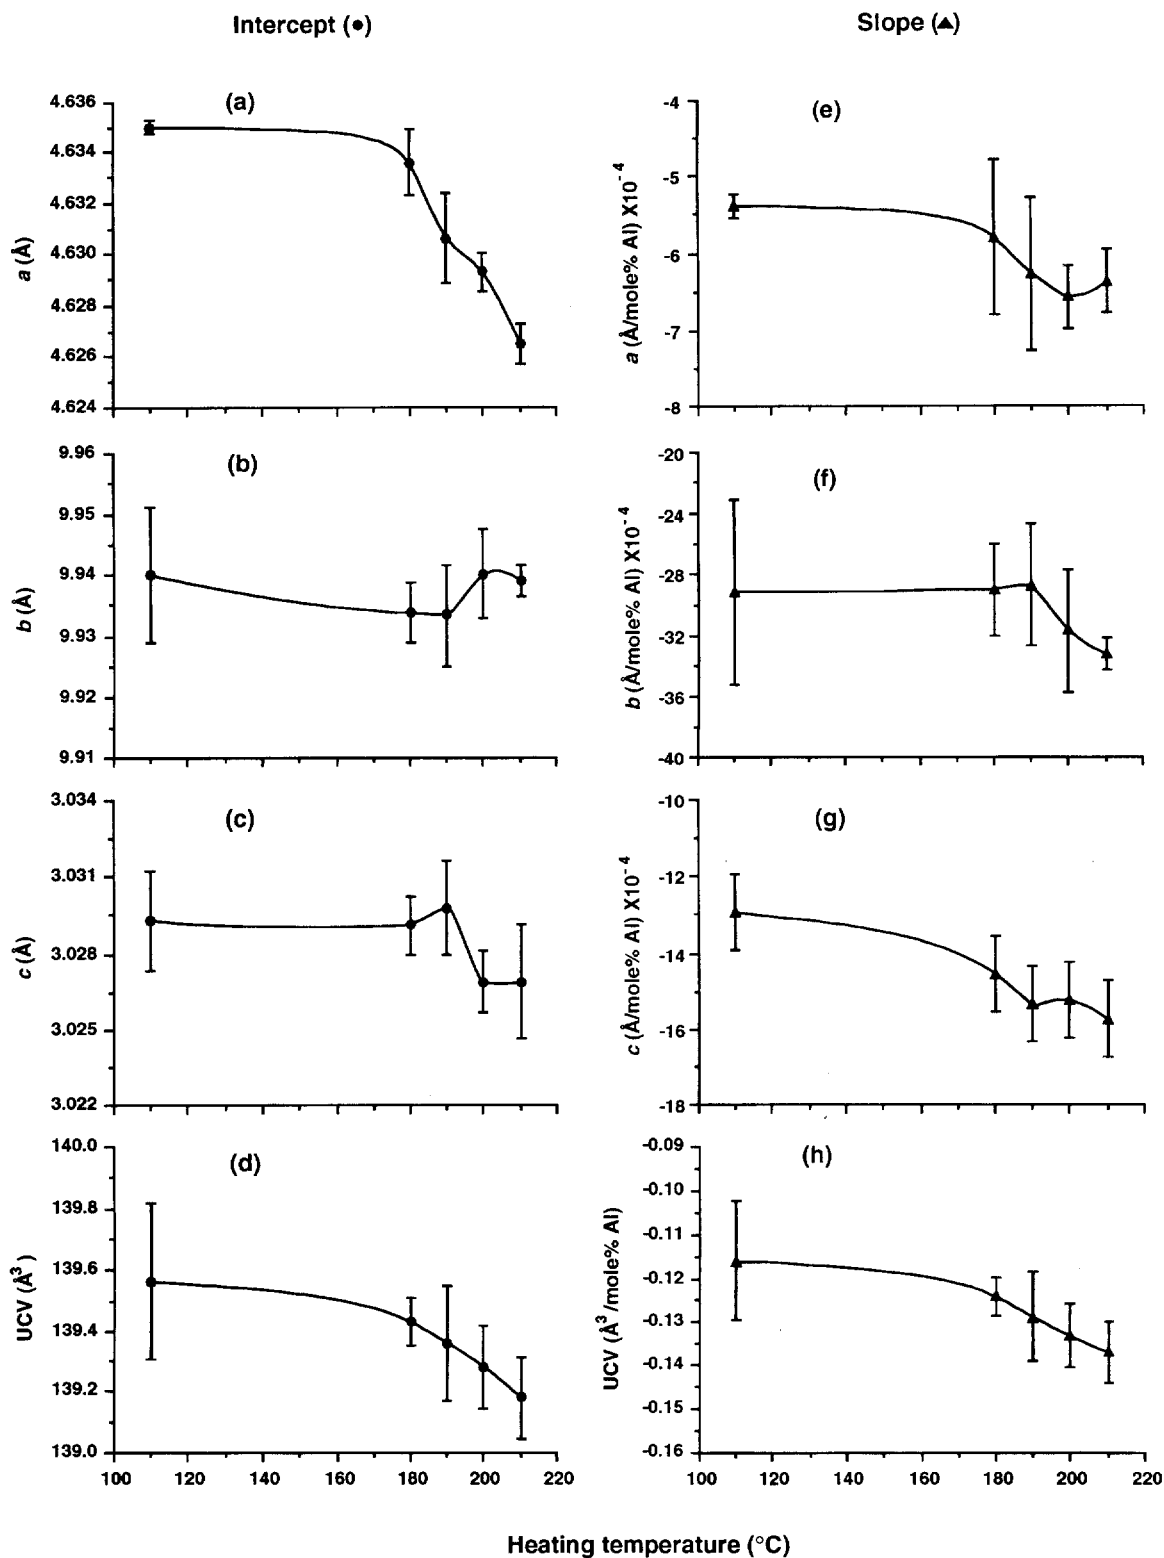 Intercept (●)
Slope (▲)
(a)
4.636
4.634
4.632
4.630
4.628
4.626
4.624
a (Å)
(e)
-4
-5
-6
-7
-8
a (Å/mole% Al) X10⁻⁴
(b)
9.96
9.95
9.94
9.93
9.92
9.91
b (Å)
(f)
-20
-24
-28
-32
-36
-40
b (Å/mole% Al) X10⁻⁴
(c)
3.034
3.031
3.028
3.025
3.022
c (Å)
(g)
-10
-12
-14
-16
-18
c (Å/mole% Al) X10⁻⁴
(d)
140.0
139.8
139.6
139.4
139.2
139.0
UCV (Å³)
100 120 140 160 180 200 220
(h)
-0.09
-0.10
-0.11
-0.12
-0.13
-0.14
-0.15
-0.16
UCV (Å³/mole% Al)
100 120 140 160 180 200 220
Heating temperature (°C)